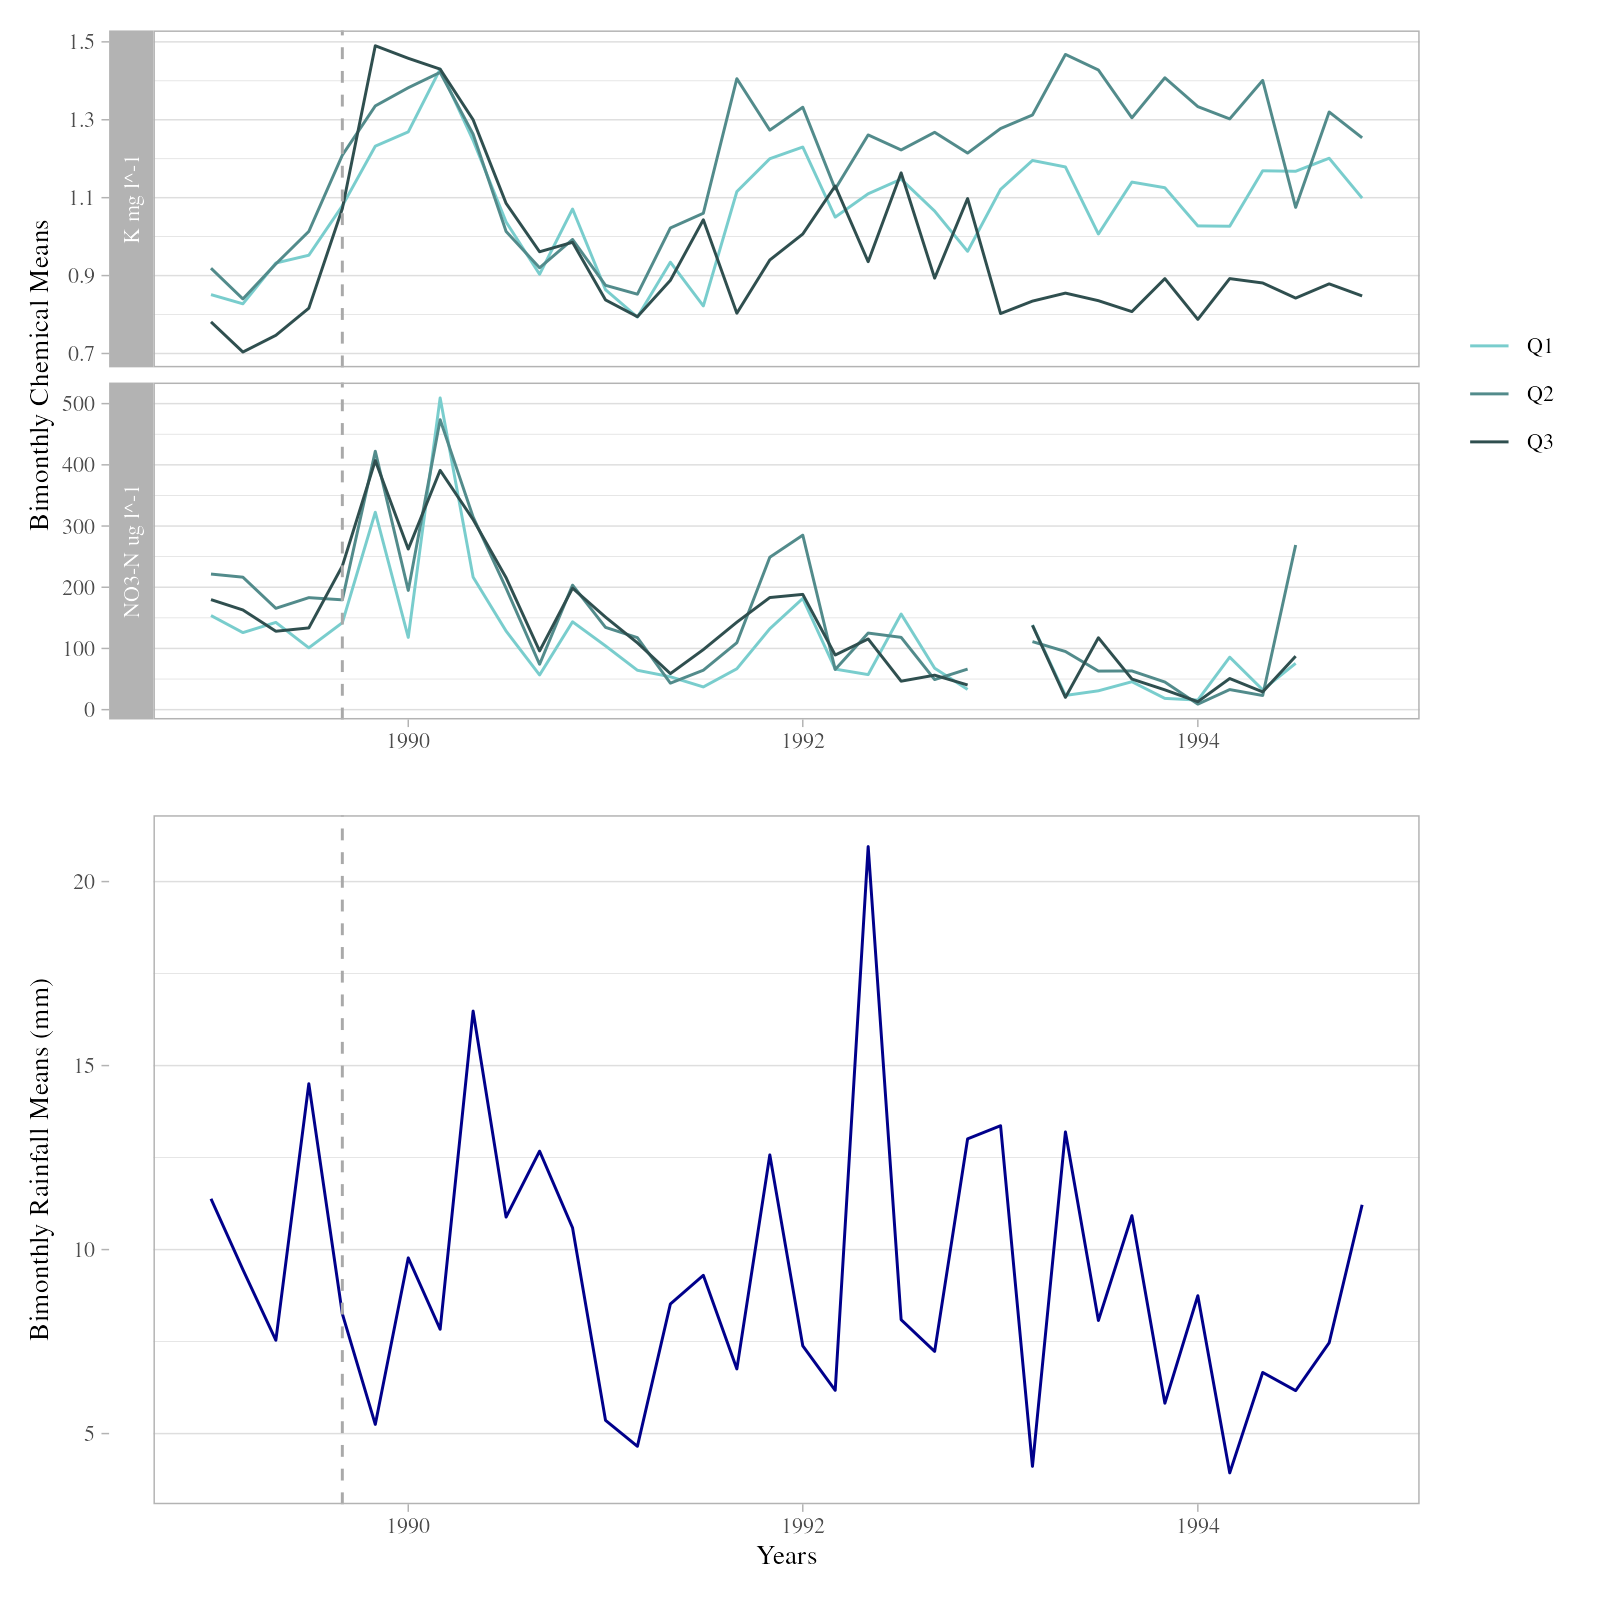 Bimonthly Chemical Means
K mg l^-1
1.5
1.3
1.1
0.9
0.7
NO3-N ug l^-1
500
400
300
200
100
0
1990 1992 1994
Q1
Q2
Q3
Bimonthly Rainfall Means (mm)
20
15
10
5
1990 1992 1994
Years